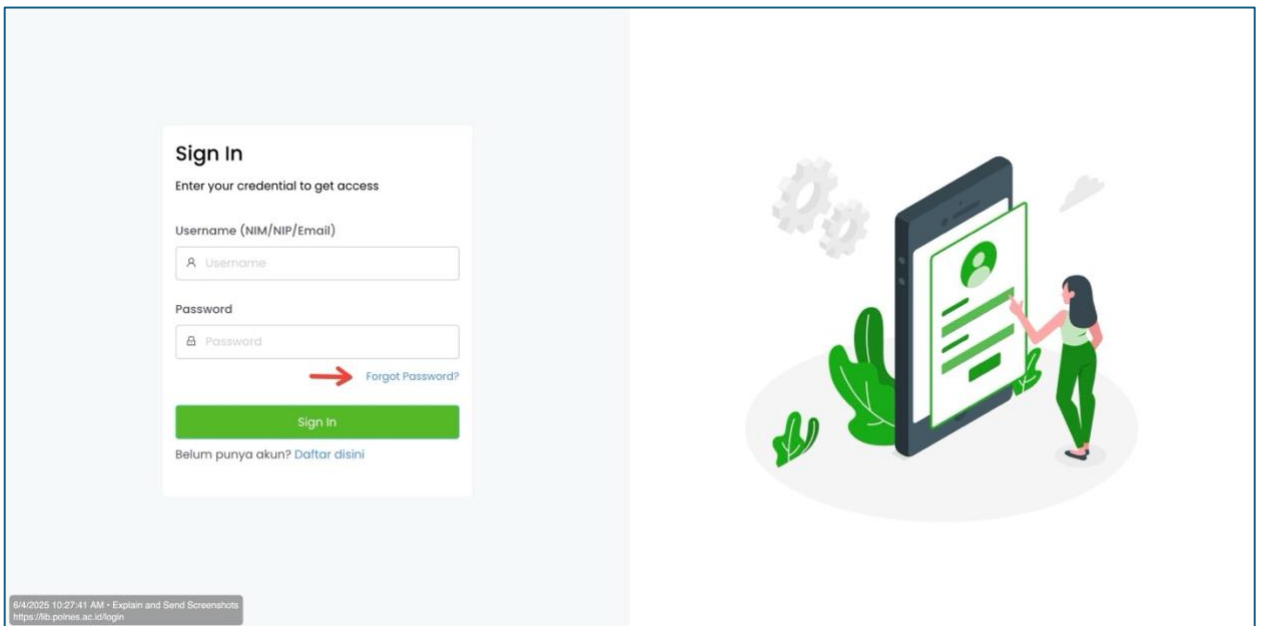 Sign In
Enter your credential to get access
Username (NIM/NIP/Email)
Username
Password
Password
Forgot Password?
Sign In
Belum punya akun? Daftar disini
6/4/2025 10:27:41 AM • Explain and Send Screenshots
https://lib.polnes.ac.id/login